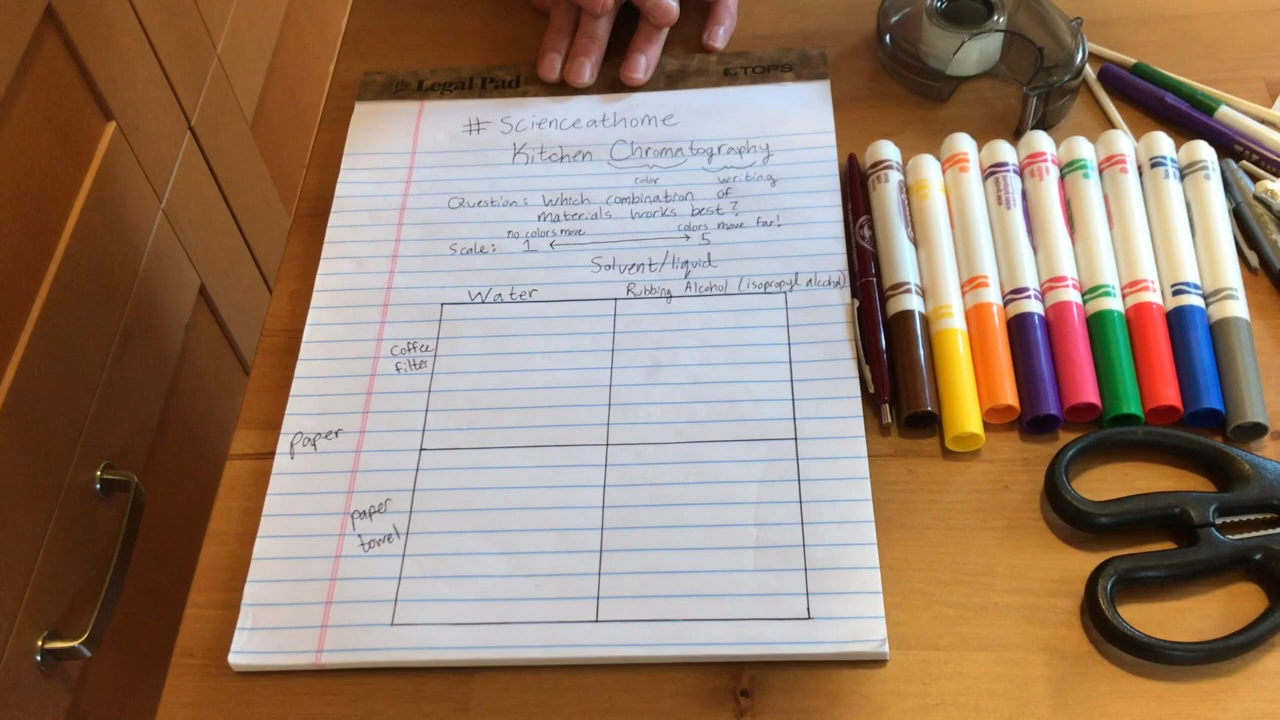 the Legal Pad TOPS
# Scienceathome
Kitchen Chromatography
color writing
Question: Which combination of
materials works best?
no colors move colors move far!
Scale: 1 ↔ 5
Solvent/liquid
Water Rubbing Alcohol (isopropyl alcohol)
coffee
filter
paper
paper
towel